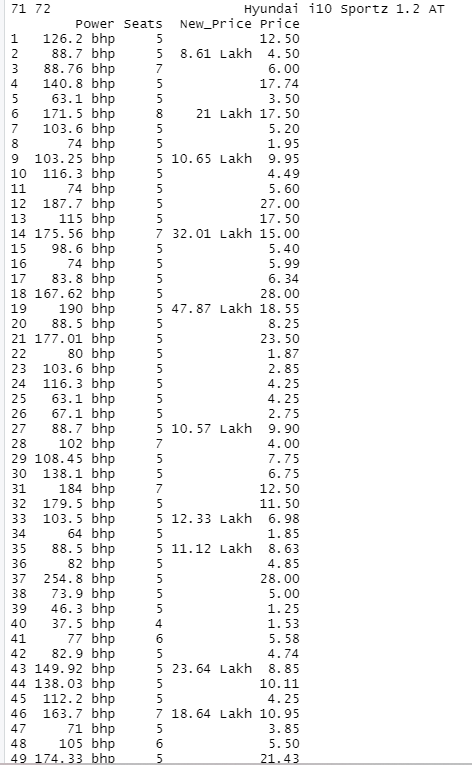 71 72 Hyundai i10 Sportz 1.2 AT
Power Seats New_Price Price
1 126.2 bhp 5 12.50
2 88.7 bhp 5 8.61 Lakh 4.50
3 88.76 bhp 7 6.00
4 140.8 bhp 5 17.74
5 63.1 bhp 5 3.50
6 171.5 bhp 8 21 Lakh 17.50
7 103.6 bhp 5 5.20
8 74 bhp 5 1.95
9 103.25 bhp 5 10.65 Lakh 9.95
10 116.3 bhp 5 4.49
11 74 bhp 5 5.60
12 187.7 bhp 5 27.00
13 115 bhp 5 17.50
14 175.56 bhp 7 32.01 Lakh 15.00
15 98.6 bhp 5 5.40
16 74 bhp 5 5.99
17 83.8 bhp 5 6.34
18 167.62 bhp 5 28.00
19 190 bhp 5 47.87 Lakh 18.55
20 88.5 bhp 5 8.25
21 177.01 bhp 5 23.50
22 80 bhp 5 1.87
23 103.6 bhp 5 2.85
24 116.3 bhp 5 4.25
25 63.1 bhp 5 4.25
26 67.1 bhp 5 2.75
27 88.7 bhp 5 10.57 Lakh 9.90
28 102 bhp 7 4.00
29 108.45 bhp 5 7.75
30 138.1 bhp 5 6.75
31 184 bhp 7 12.50
32 179.5 bhp 5 11.50
33 103.5 bhp 5 12.33 Lakh 6.98
34 64 bhp 5 1.85
35 88.5 bhp 5 11.12 Lakh 8.63
36 82 bhp 5 4.85
37 254.8 bhp 5 28.00
38 73.9 bhp 5 5.00
39 46.3 bhp 5 1.25
40 37.5 bhp 4 1.53
41 77 bhp 6 5.58
42 82.9 bhp 5 4.74
43 149.92 bhp 5 23.64 Lakh 8.85
44 138.03 bhp 5 10.11
45 112.2 bhp 5 4.25
46 163.7 bhp 7 18.64 Lakh 10.95
47 71 bhp 5 3.85
48 105 bhp 6 5.50
49 174.33 bhp 5 21.43